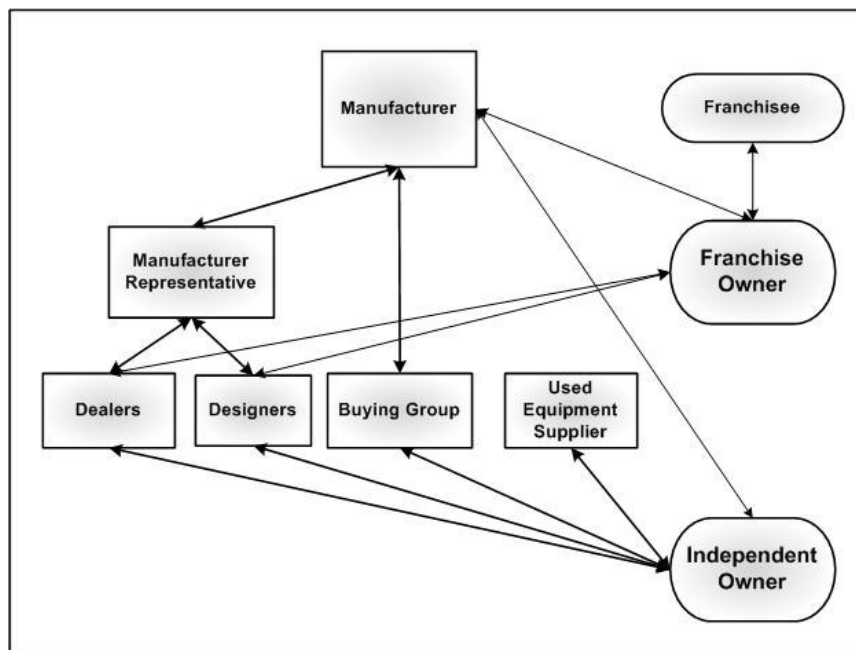 Manufacturer
Franchisee
Manufacturer
Representative
Franchise
Owner
Dealers
Designers
Buying Group
Used
Equipment
Supplier
Independent
Owner